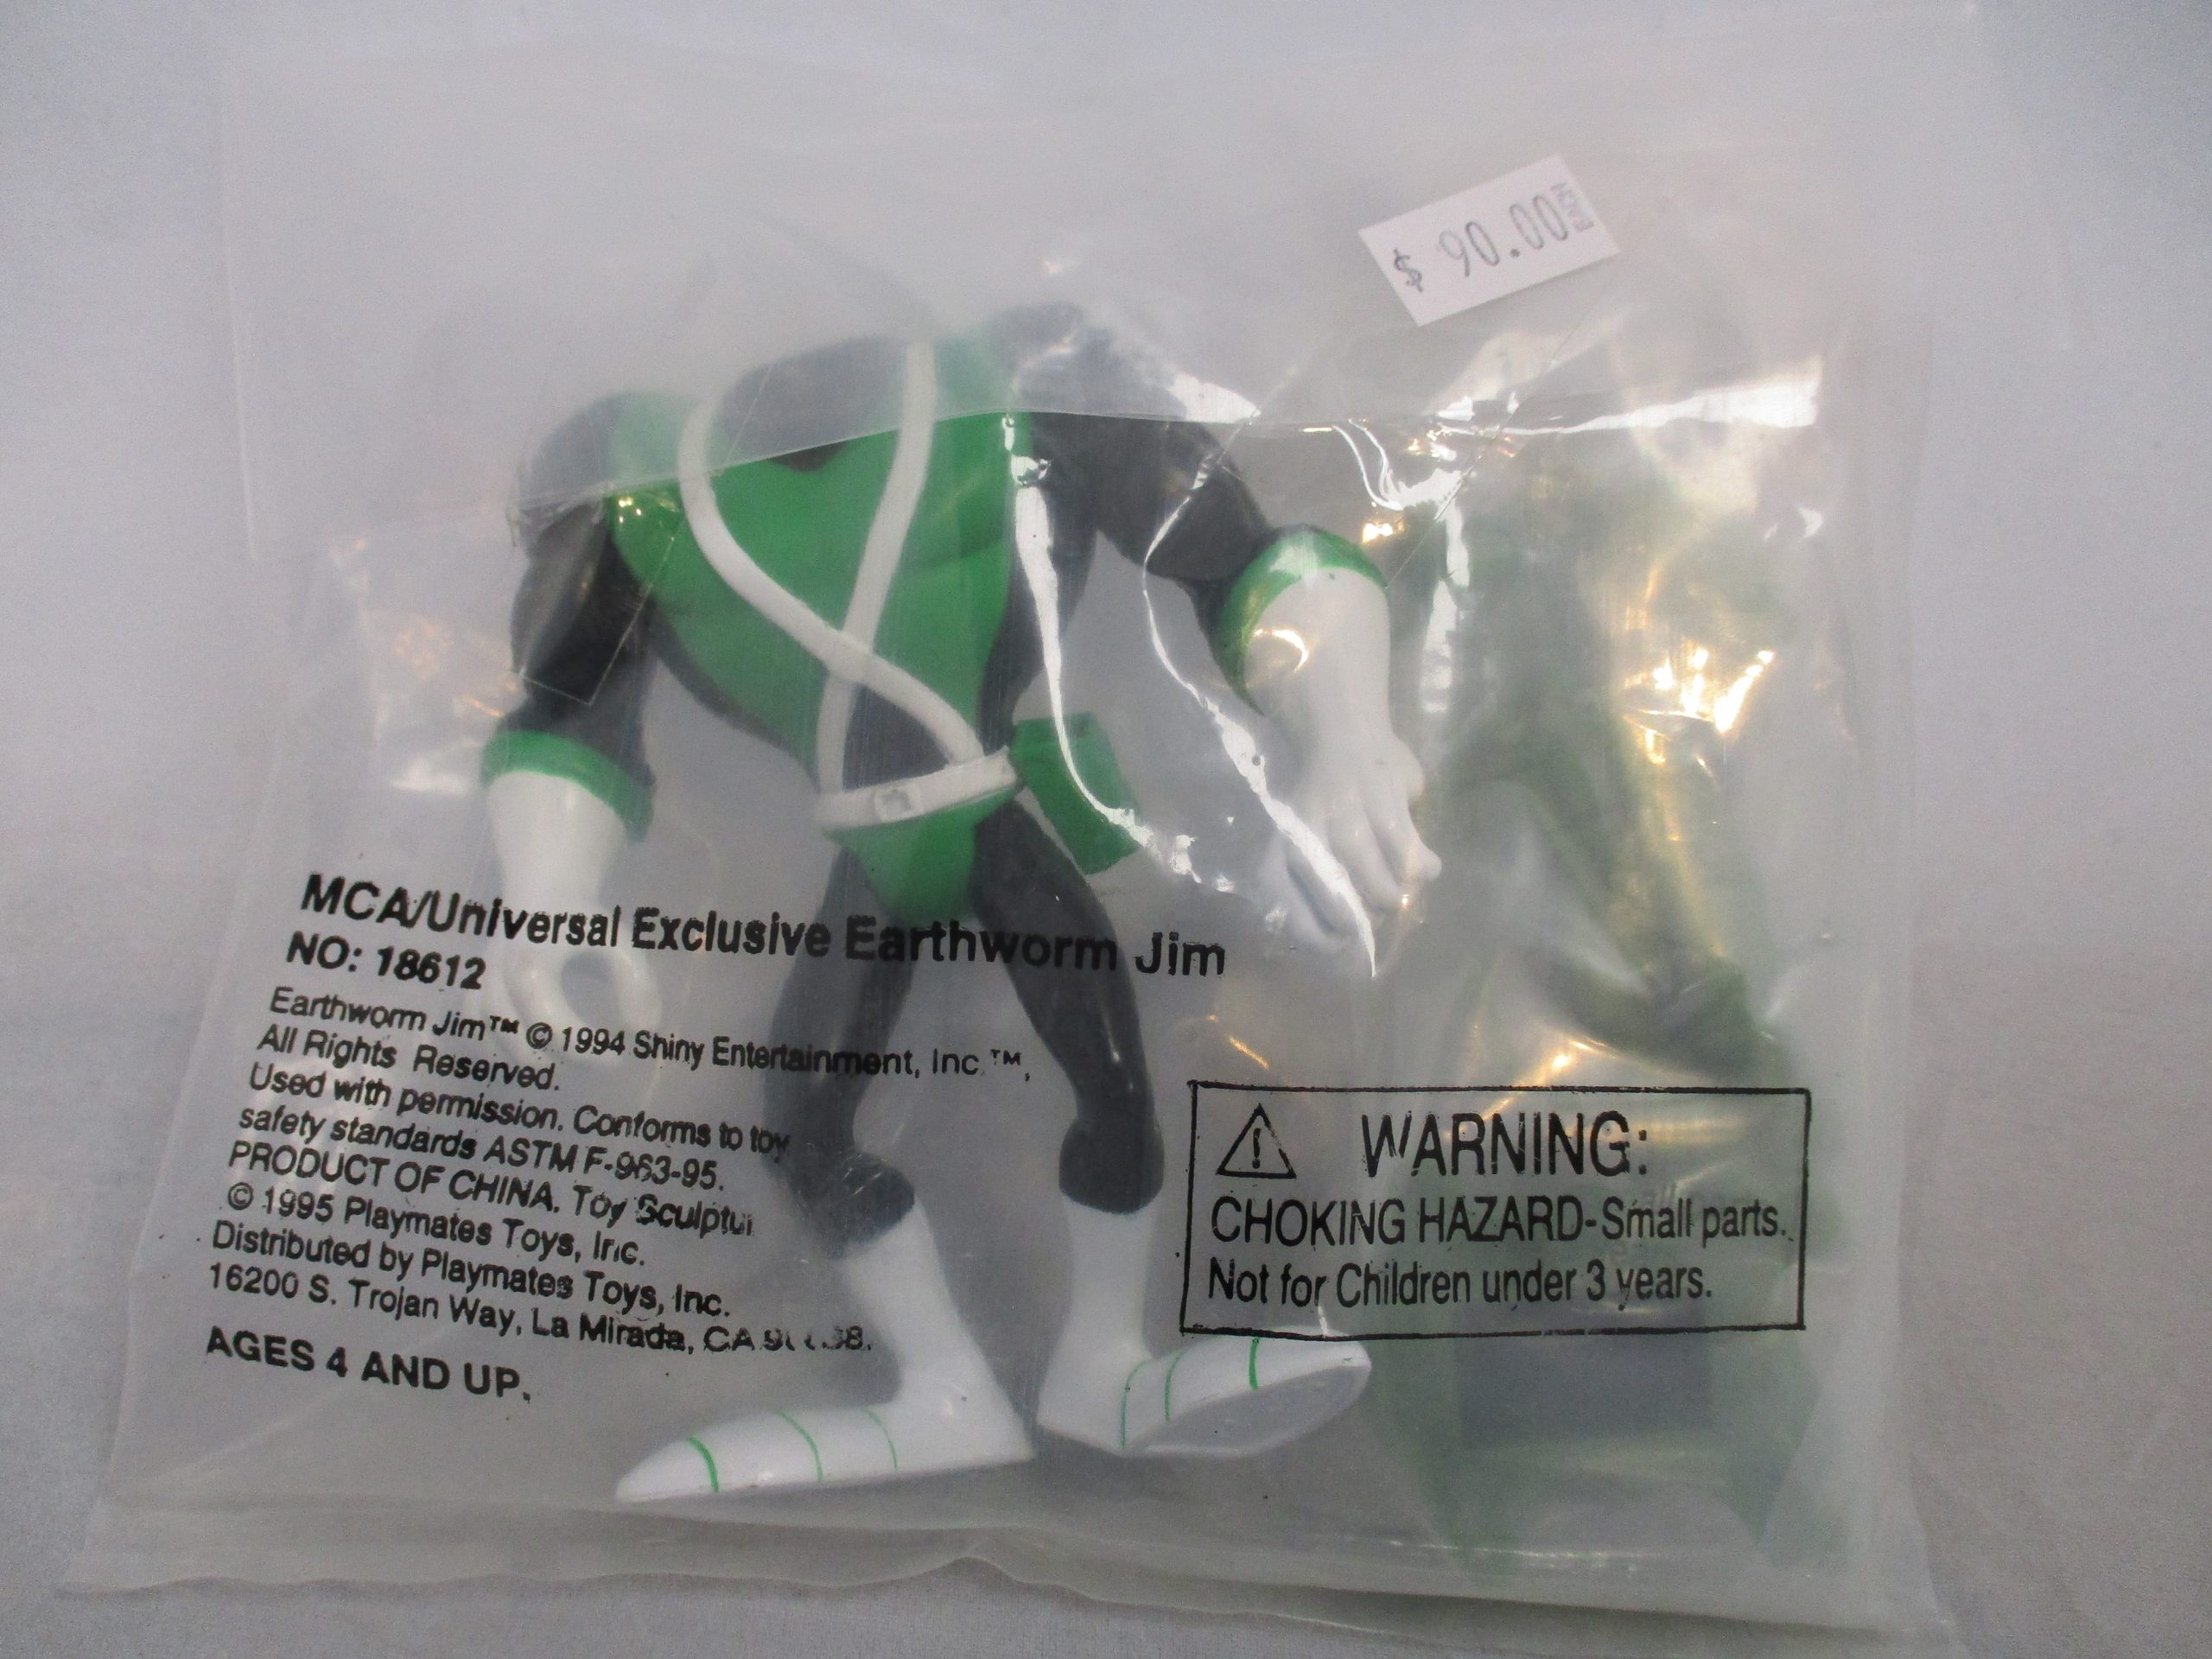 $ 90.00 EACH
MCA/Universal Exclusive Earthworm Jim
NO: 18612
Earthworm Jim™ © 1994 Shiny Entertainment, Inc.™,
All Rights Reserved.
Used with permission. Conforms to toy
safety standards ASTM F-963-95.
PRODUCT OF CHINA. Toy
© 1995 Playmates Toys, Inc.
Distributed by Playmates Toys, Inc.
16200 S. Trojan Way, La Mirada, CA
AGES 4 AND UP.
WARNING:
CHOKING HAZARD-Small parts.
Not for Children under 3 years.